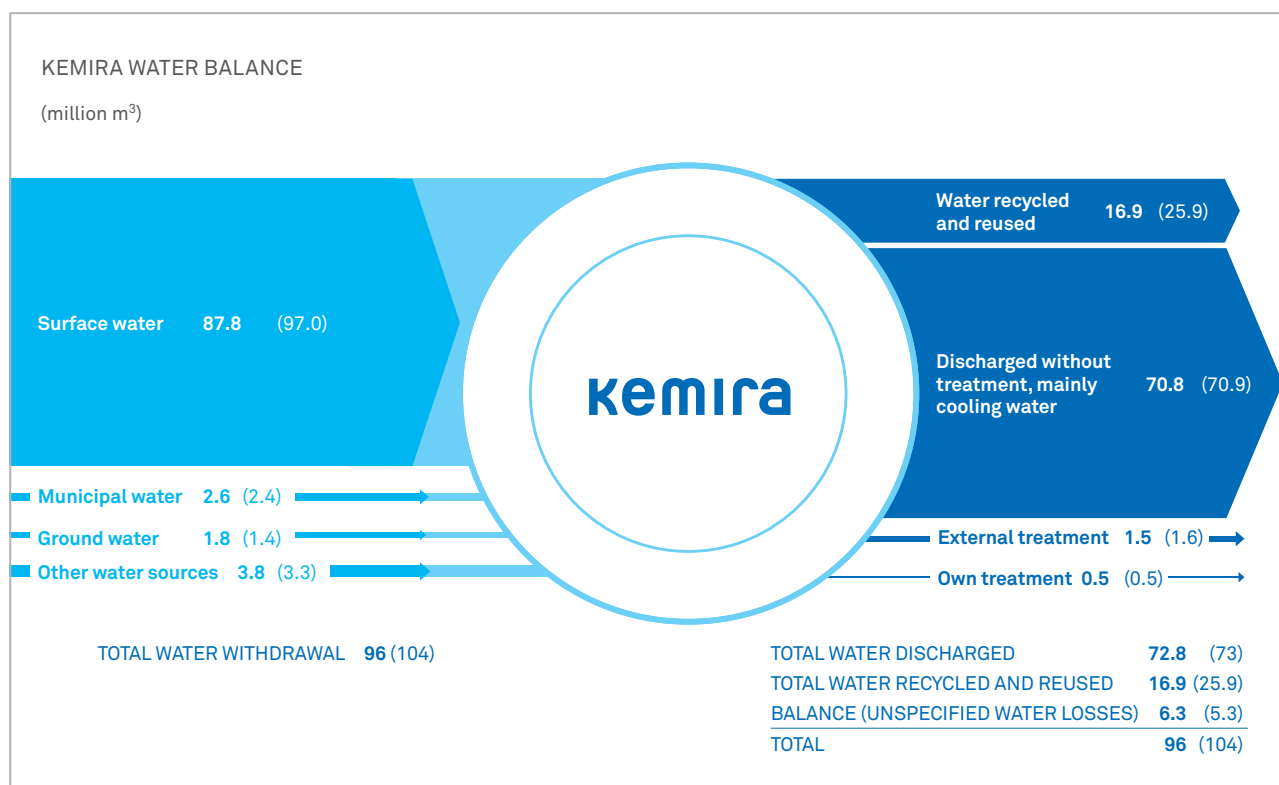 KEMIRA WATER BALANCE
(million m³)
Surface water 87.8 (97.0)
Municipal water 2.6 (2.4)
Ground water 1.8 (1.4)
Other water sources 3.8 (3.3)
TOTAL WATER WITHDRAWAL 96 (104)
kemira
Water recycled
and reused 16.9 (25.9)
Discharged without
treatment, mainly 70.8 (70.9)
cooling water
External treatment 1.5 (1.6)
Own treatment 0.5 (0.5)
TOTAL WATER DISCHARGED 72.8 (73)
TOTAL WATER RECYCLED AND REUSED 16.9 (25.9)
BALANCE (UNSPECIFIED WATER LOSSES) 6.3 (5.3)
TOTAL 96 (104)